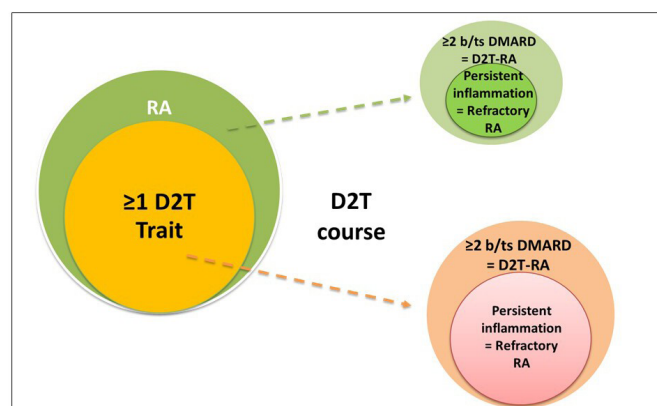 RA
≥1 D2T
Trait
D2T
course
≥2 b/ts DMARD
= D2T-RA
Persistent
inflammation
= Refractory
RA
≥2 b/ts DMARD
= D2T-RA
Persistent
inflammation
= Refractory
RA